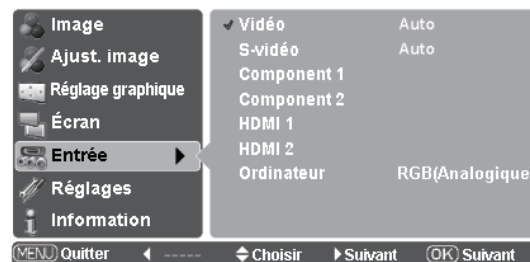 Image
Ajust. image
Réglage graphique
Écran
Entrée
Réglages
Information
Vidéo Auto
S-vidéo Auto
Component 1
Component 2
HDMI 1
HDMI 2
Ordinateur RGB(Analogique
MENU Quitter ----- Choisir Suivant OK Suivant